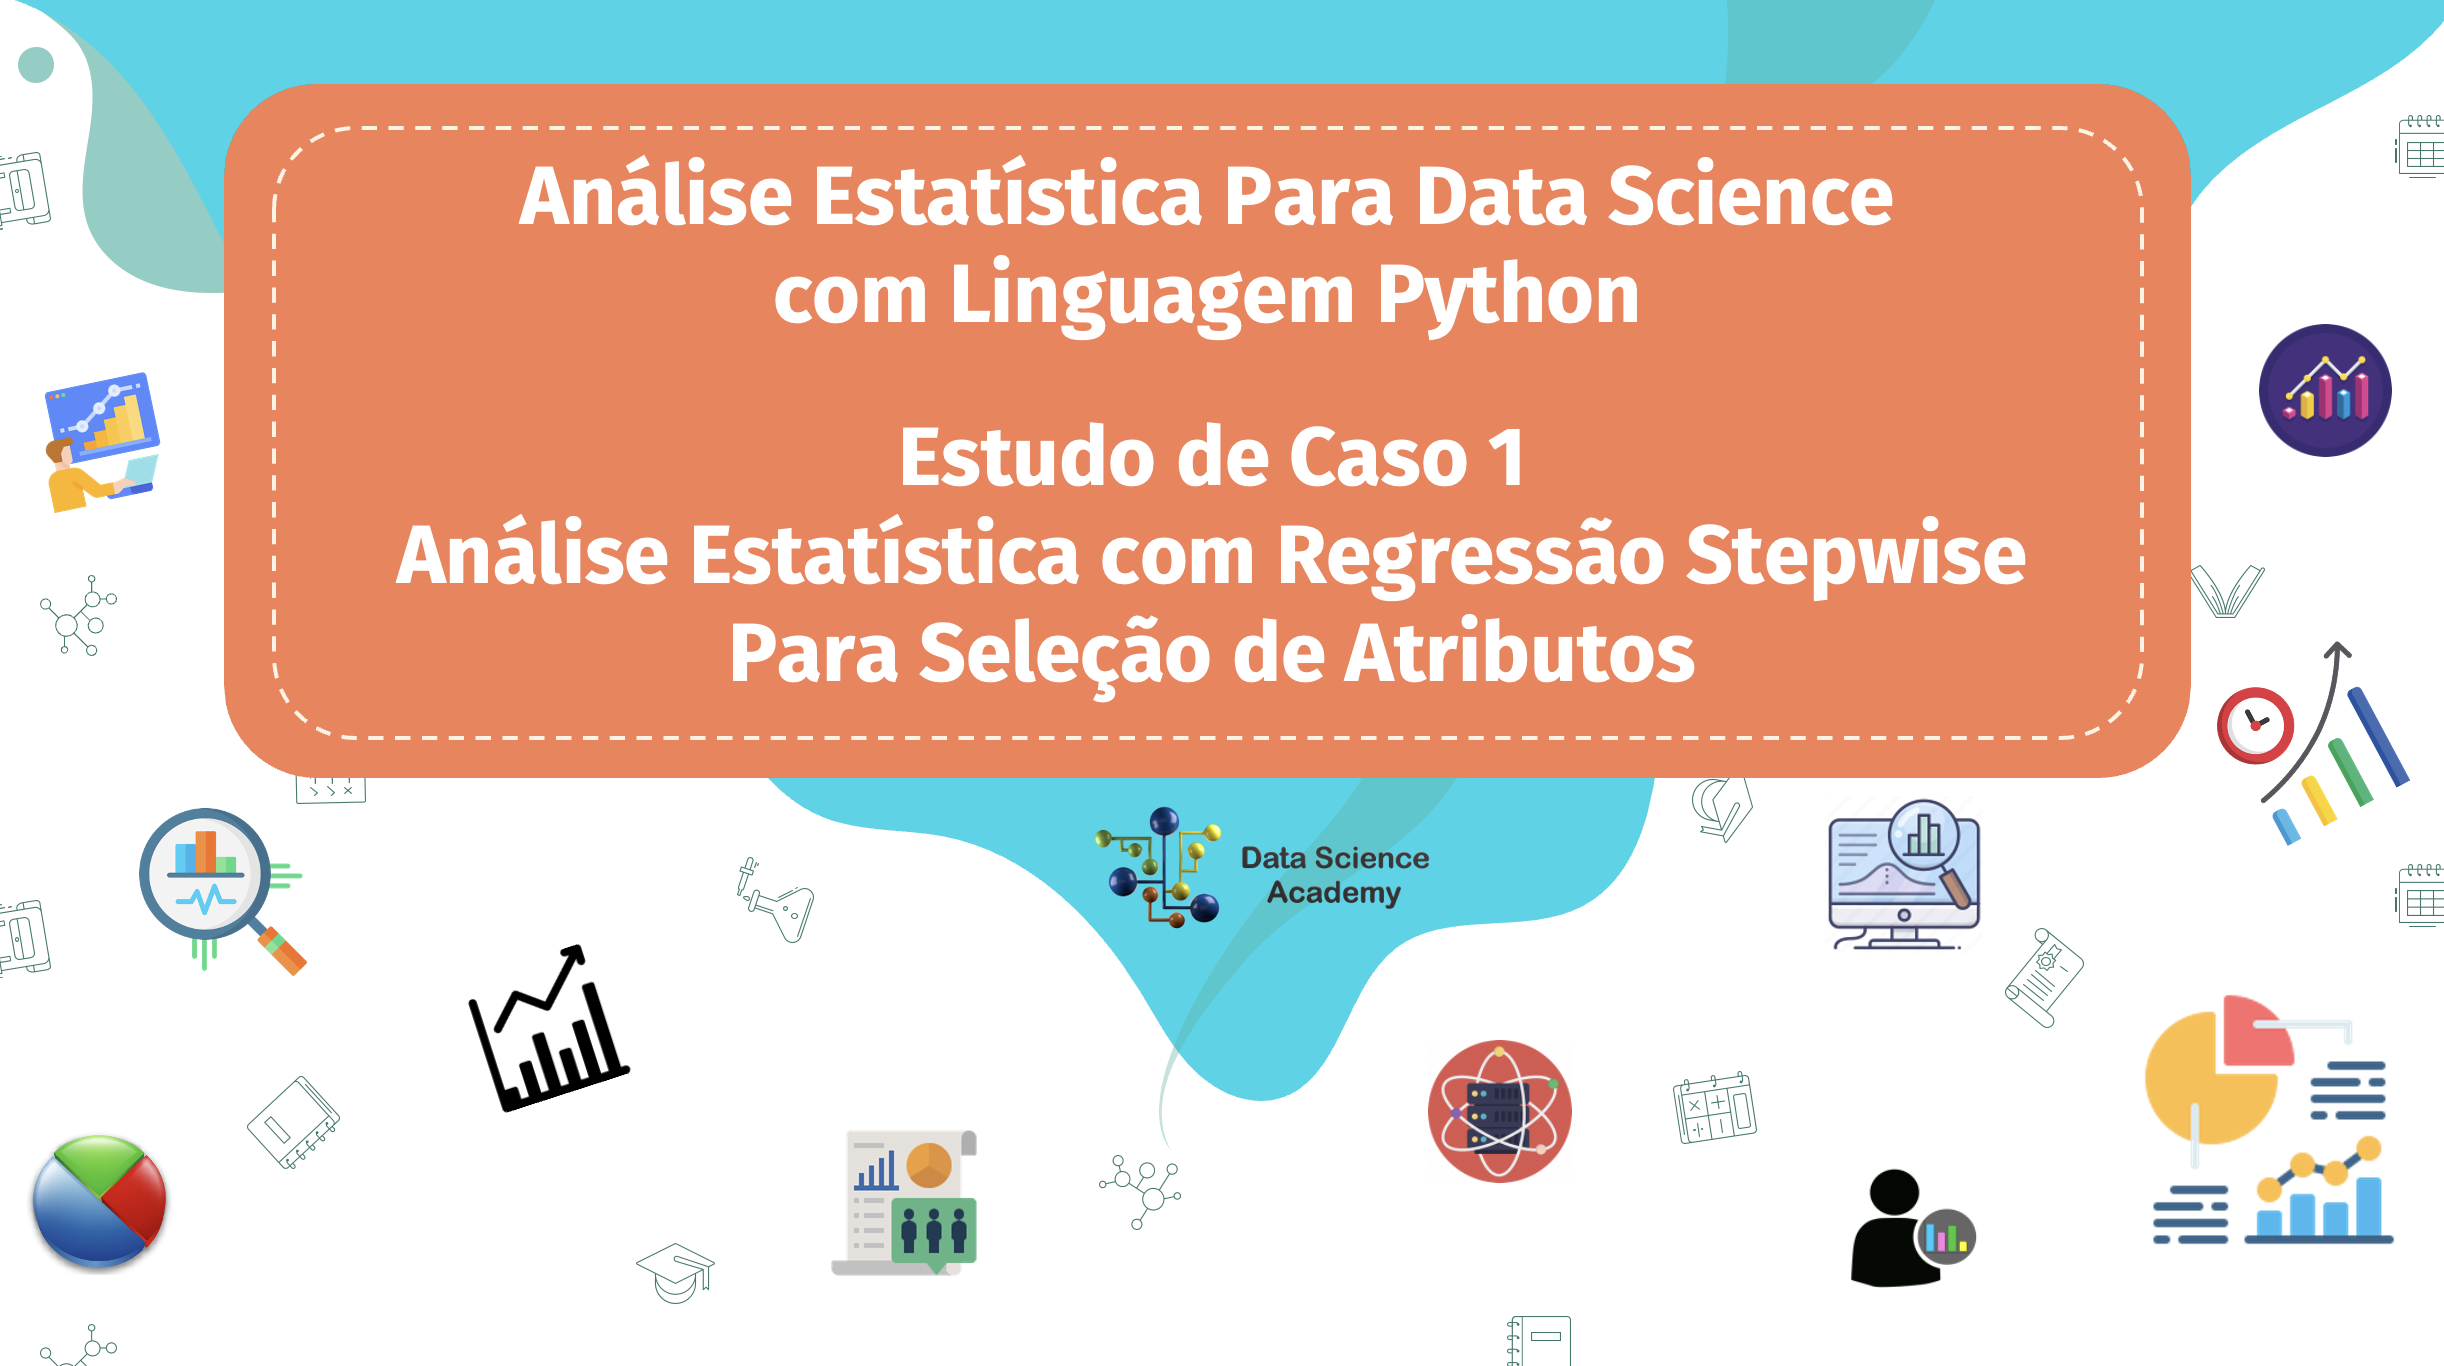 Análise Estatística Para Data Science
com Linguagem Python
Estudo de Caso 1
Análise Estatística com Regressão Stepwise
Para Seleção de Atributos
Data Science
Academy